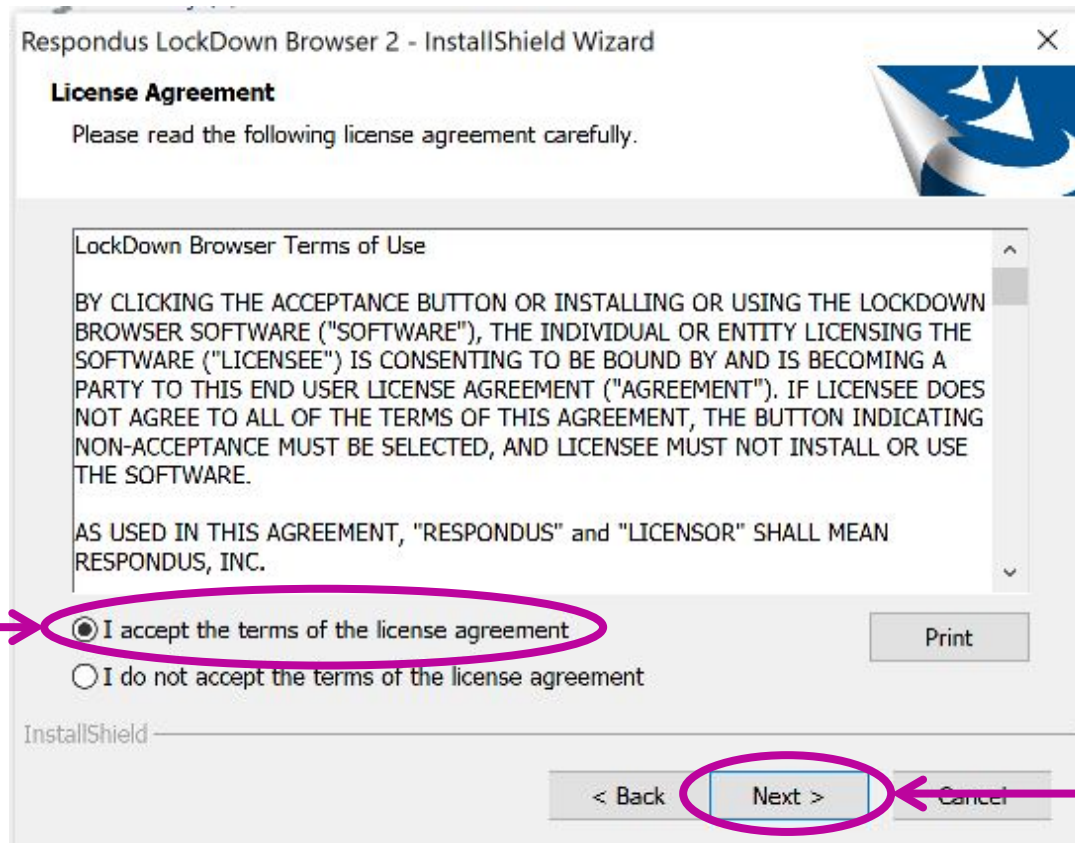 Respondus LockDown Browser 2 - InstallShield Wizard
License Agreement
Please read the following license agreement carefully.
LockDown Browser Terms of Use
BY CLICKING THE ACCEPTANCE BUTTON OR INSTALLING OR USING THE LOCKDOWN
BROWSER SOFTWARE ("SOFTWARE"), THE INDIVIDUAL OR ENTITY LICENSING THE
SOFTWARE ("LICENSEE") IS CONSENTING TO BE BOUND BY AND IS BECOMING A
PARTY TO THIS END USER LICENSE AGREEMENT ("AGREEMENT"). IF LICENSEE DOES
NOT AGREE TO ALL OF THE TERMS OF THIS AGREEMENT, THE BUTTON INDICATING
NON-ACCEPTANCE MUST BE SELECTED, AND LICENSEE MUST NOT INSTALL OR USE
THE SOFTWARE.
AS USED IN THIS AGREEMENT, "RESPONDUS" and "LICENSOR" SHALL MEAN
RESPONDUS, INC.
I accept the terms of the license agreement
Print
I do not accept the terms of the license agreement
InstallShield
< Back Next > Cancel